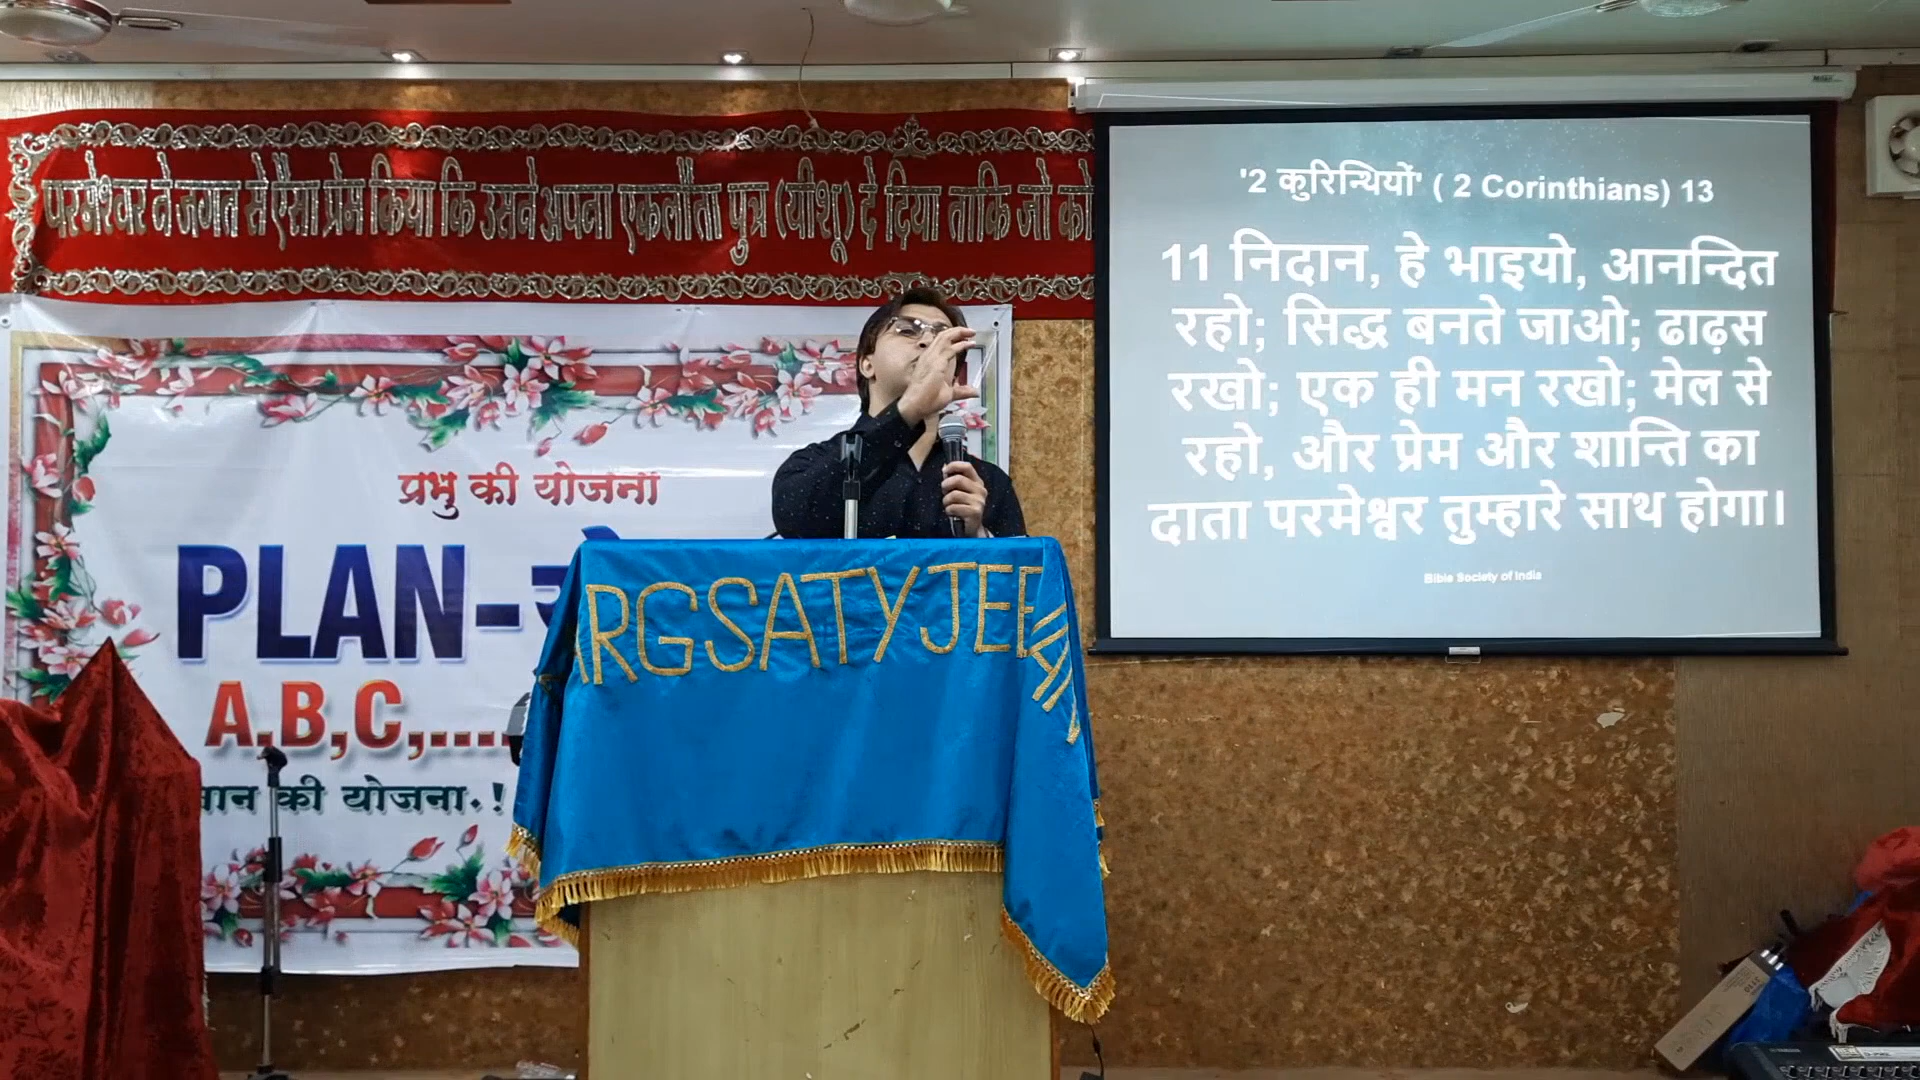 परमेश्वर ने जगत से ऐसा प्रेम किया कि उसने अपना एकलौता पुत्र (यीशू) दे दिया ताकि जो को
'2 कुरिन्थियों' ( 2 Corinthians) 13
11 निदान, हे भाइयो, आनन्दित
रहो; सिद्ध बनते जाओ; ढाढ़स
रखो; एक ही मन रखो; मेल से
रहो, और प्रेम और शान्ति का
दाता परमेश्वर तुम्हारे साथ होगा।
Bible Society of India
प्रभु की योजना
PLAN-
A,B,C,....
की योजना.!
ARGSATYJEE